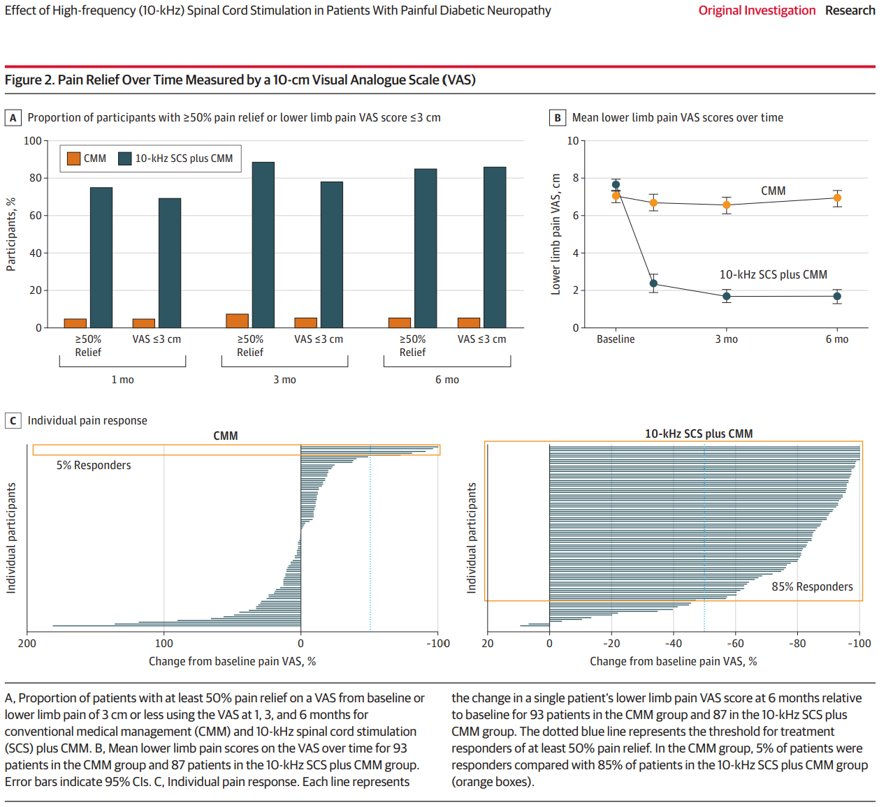 Effect of High-frequency (10-kHz) Spinal Cord Stimulation in Patients With Painful Diabetic Neuropathy
Original Investigation Research
Figure 2. Pain Relief Over Time Measured by a 10-cm Visual Analogue Scale (VAS)
A Proportion of participants with ≥50% pain relief or lower limb pain VAS score ≤3 cm
100
80
60
40
20
0
Participants, %
CMM
10-kHz SCS plus CMM
≥50% Relief
VAS ≤3 cm
≥50% Relief
VAS ≤3 cm
≥50% Relief
VAS ≤3 cm
1 mo
3 mo
6 mo
B Mean lower limb pain VAS scores over time
10
8
6
4
2
0
Lower limb pain VAS, cm
CMM
10-kHz SCS plus CMM
Baseline
3 mo
6 mo
C Individual pain response
CMM
5% Responders
Individual participants
200
100
0
-100
Change from baseline pain VAS, %
10-kHz SCS plus CMM
85% Responders
Individual participants
20
0
-20
-40
-60
-80
-100
Change from baseline pain VAS, %
A, Proportion of patients with at least 50% pain relief on a VAS from baseline or
lower limb pain of 3 cm or less using the VAS at 1, 3, and 6 months for
conventional medical management (CMM) and 10-kHz spinal cord stimulation
(SCS) plus CMM. B, Mean lower limb pain scores on the VAS over time for 93
patients in the CMM group and 87 patients in the 10-kHz SCS plus CMM group.
Error bars indicate 95% CIs. C, Individual pain response. Each line represents
the change in a single patient's lower limb pain VAS score at 6 months relative
to baseline for 93 patients in the CMM group and 87 in the 10-kHz SCS plus
CMM group. The dotted blue line represents the threshold for treatment
responders of at least 50% pain relief. In the CMM group, 5% of patients were
responders compared with 85% of patients in the 10-kHz SCS plus CMM group
(orange boxes).